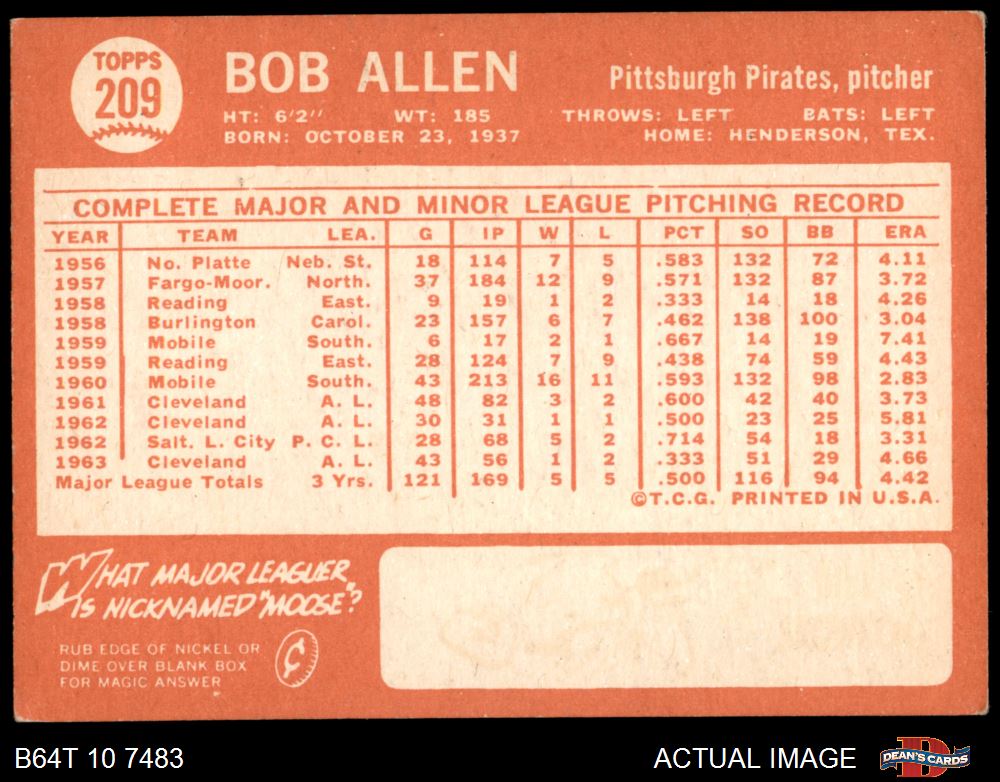 TOPPS
209
BOB ALLEN
Pittsburgh Pirates, pitcher
HT: 6'2" WT: 185 THROWS: LEFT BATS: LEFT
BORN: OCTOBER 23, 1937 HOME: HENDERSON, TEX.
COMPLETE MAJOR AND MINOR LEAGUE PITCHING RECORD
YEAR TEAM LEA. G IP W L PCT SO BB ERA
1956 No. Platte Neb. St. 18 114 7 5 .583 132 72 4.11
1957 Fargo-Moor. North. 37 184 12 9 .571 132 87 3.72
1958 Reading East. 9 19 1 2 .333 14 18 4.26
1958 Burlington Carol. 23 157 6 7 .462 138 100 3.04
1959 Mobile South. 6 17 2 1 .667 14 19 7.41
1959 Reading East. 28 124 7 9 .438 74 59 4.43
1960 Mobile South. 43 213 16 11 .593 132 98 2.83
1961 Cleveland A. L. 48 82 3 2 .600 42 40 3.73
1962 Cleveland A. L. 30 31 1 1 .500 23 25 5.81
1962 Salt. L. City P. C. L. 28 68 5 2 .714 54 18 3.31
1963 Cleveland A. L. 43 56 1 2 .333 51 29 4.66
Major League Totals 3 Yrs. 121 169 5 5 .500 116 94 4.42
©T.C.G. PRINTED IN U.S.A.
WHAT MAJOR LEAGUER
IS NICKNAMED "MOOSE"?
RUB EDGE OF NICKEL OR
DIME OVER BLANK BOX
FOR MAGIC ANSWER
¢
B64T 10 7483
ACTUAL IMAGE
D
DEAN'S CARDS